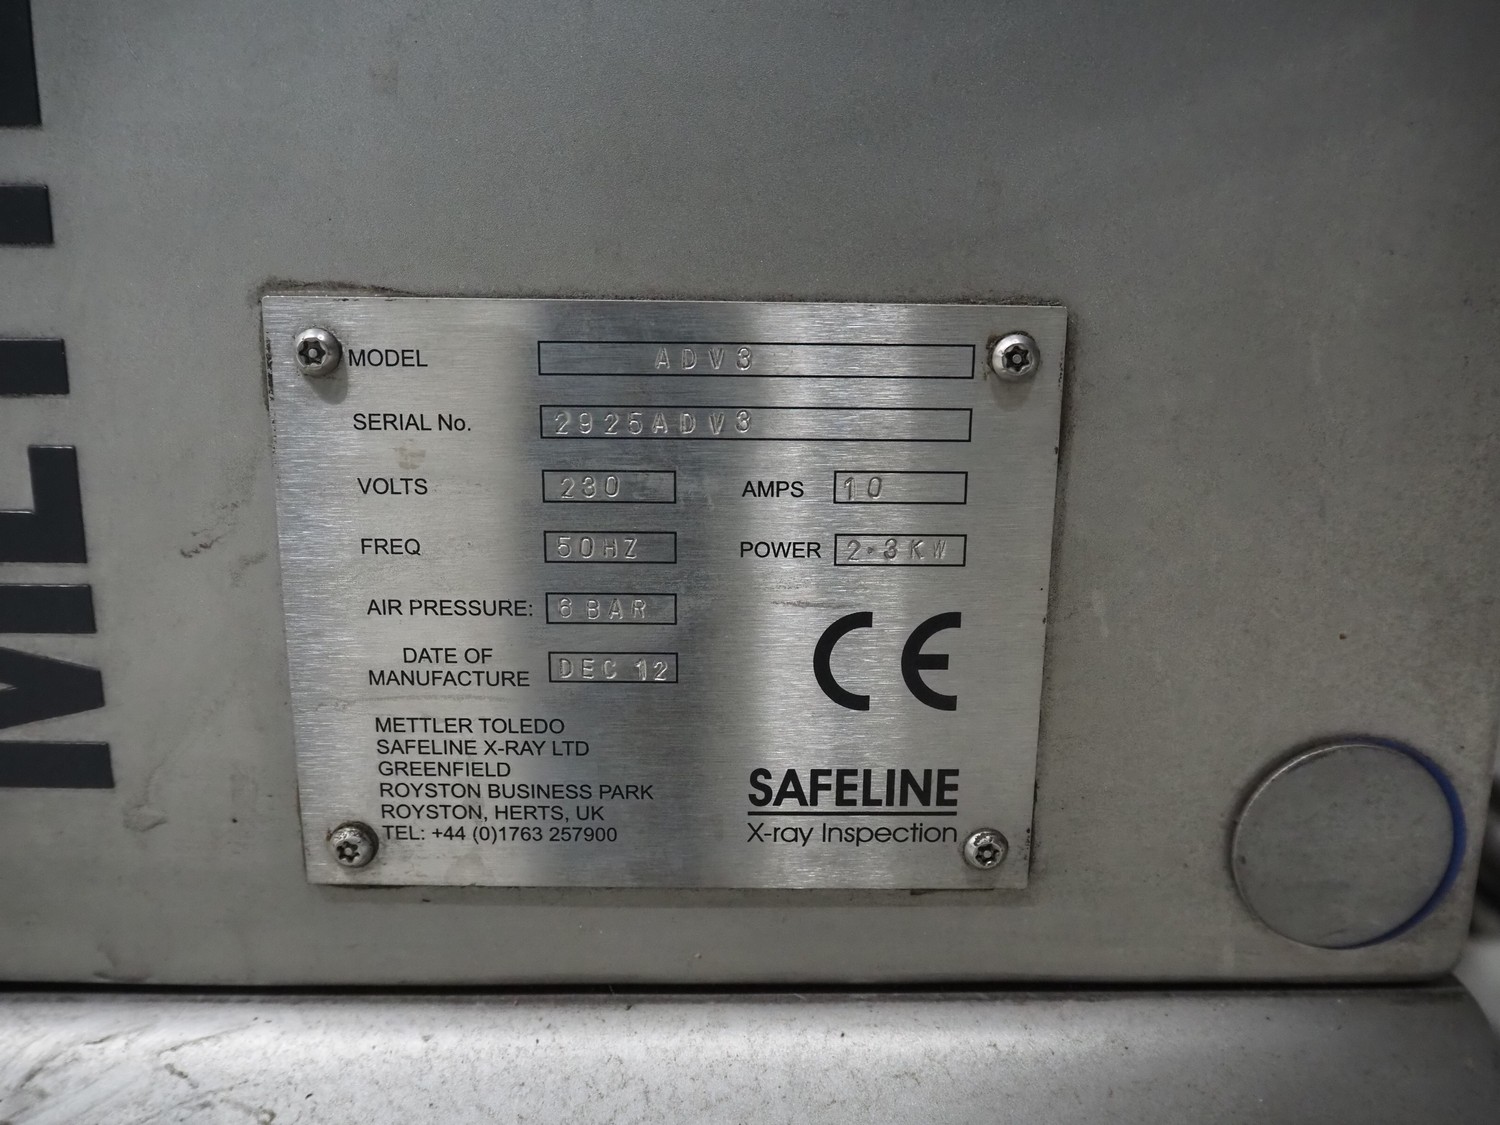 METTL
MODEL ADV3
SERIAL No. 2925ADV3
VOLTS 230 AMPS 10
FREQ 50HZ POWER 2.3KW
AIR PRESSURE: 6 BAR
DATE OF
MANUFACTURE DEC 12
METTLER TOLEDO
SAFELINE X-RAY LTD
GREENFIELD
ROYSTON BUSINESS PARK
ROYSTON, HERTS, UK
TEL: +44 (0)1763 257900
CE
SAFELINE
X-ray Inspection